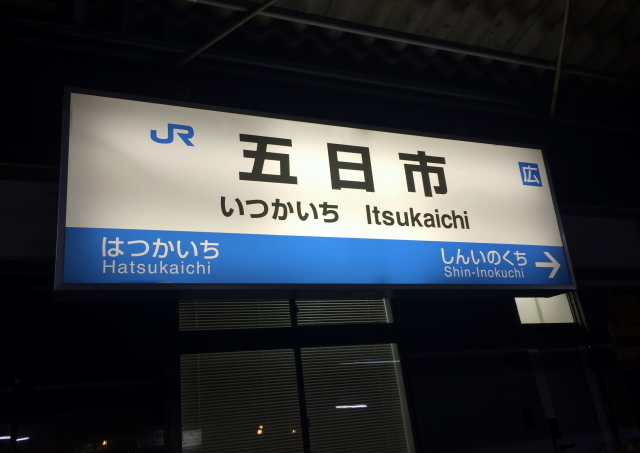 JR 五日市 広
いつかいち Itsukaichi
はつかいち しんいのくち →
Hatsukaichi Shin-Inokuchi